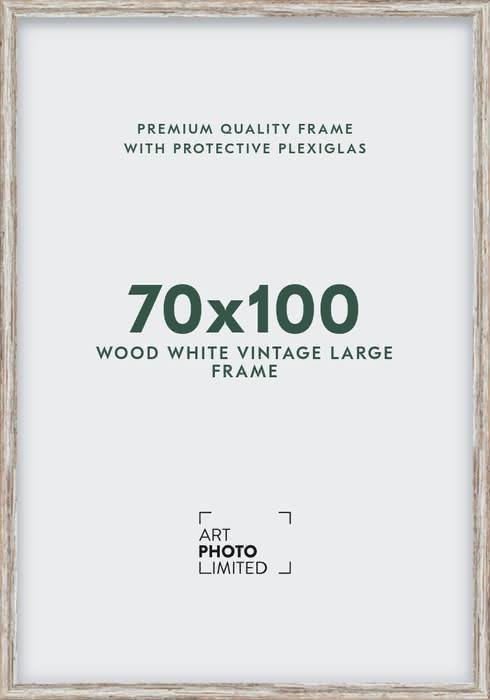 PREMIUM QUALITY FRAME
WITH PROTECTIVE PLEXIGLAS
70x100
WOOD WHITE VINTAGE LARGE
FRAME
ART
PHOTO
LIMITED